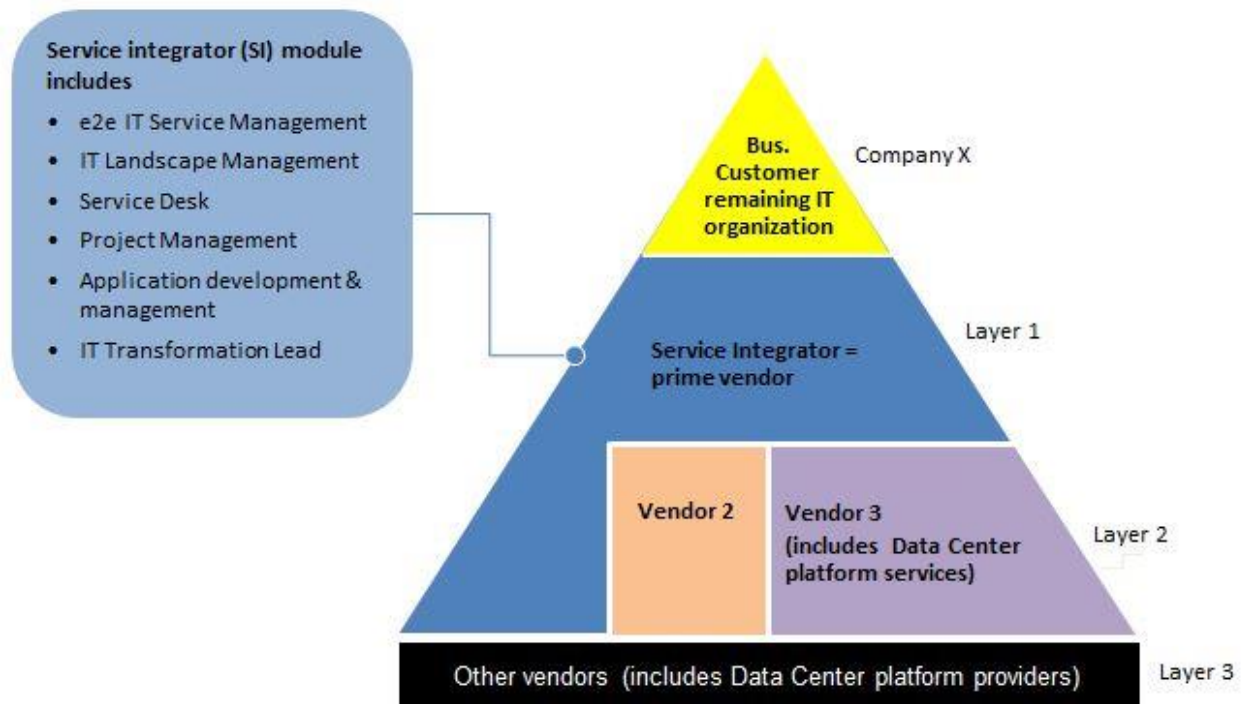 Service integrator (SI) module
includes
• e2e IT Service Management
• IT Landscape Management
• Service Desk
• Project Management
• Application development &
management
• IT Transformation Lead
Bus.
Customer
remaining IT
organization
Company X
Service Integrator =
prime vendor
Layer 1
Vendor 2
Vendor 3
(includes Data Center
platform services)
Layer 2
Other vendors (includes Data Center platform providers)
Layer 3